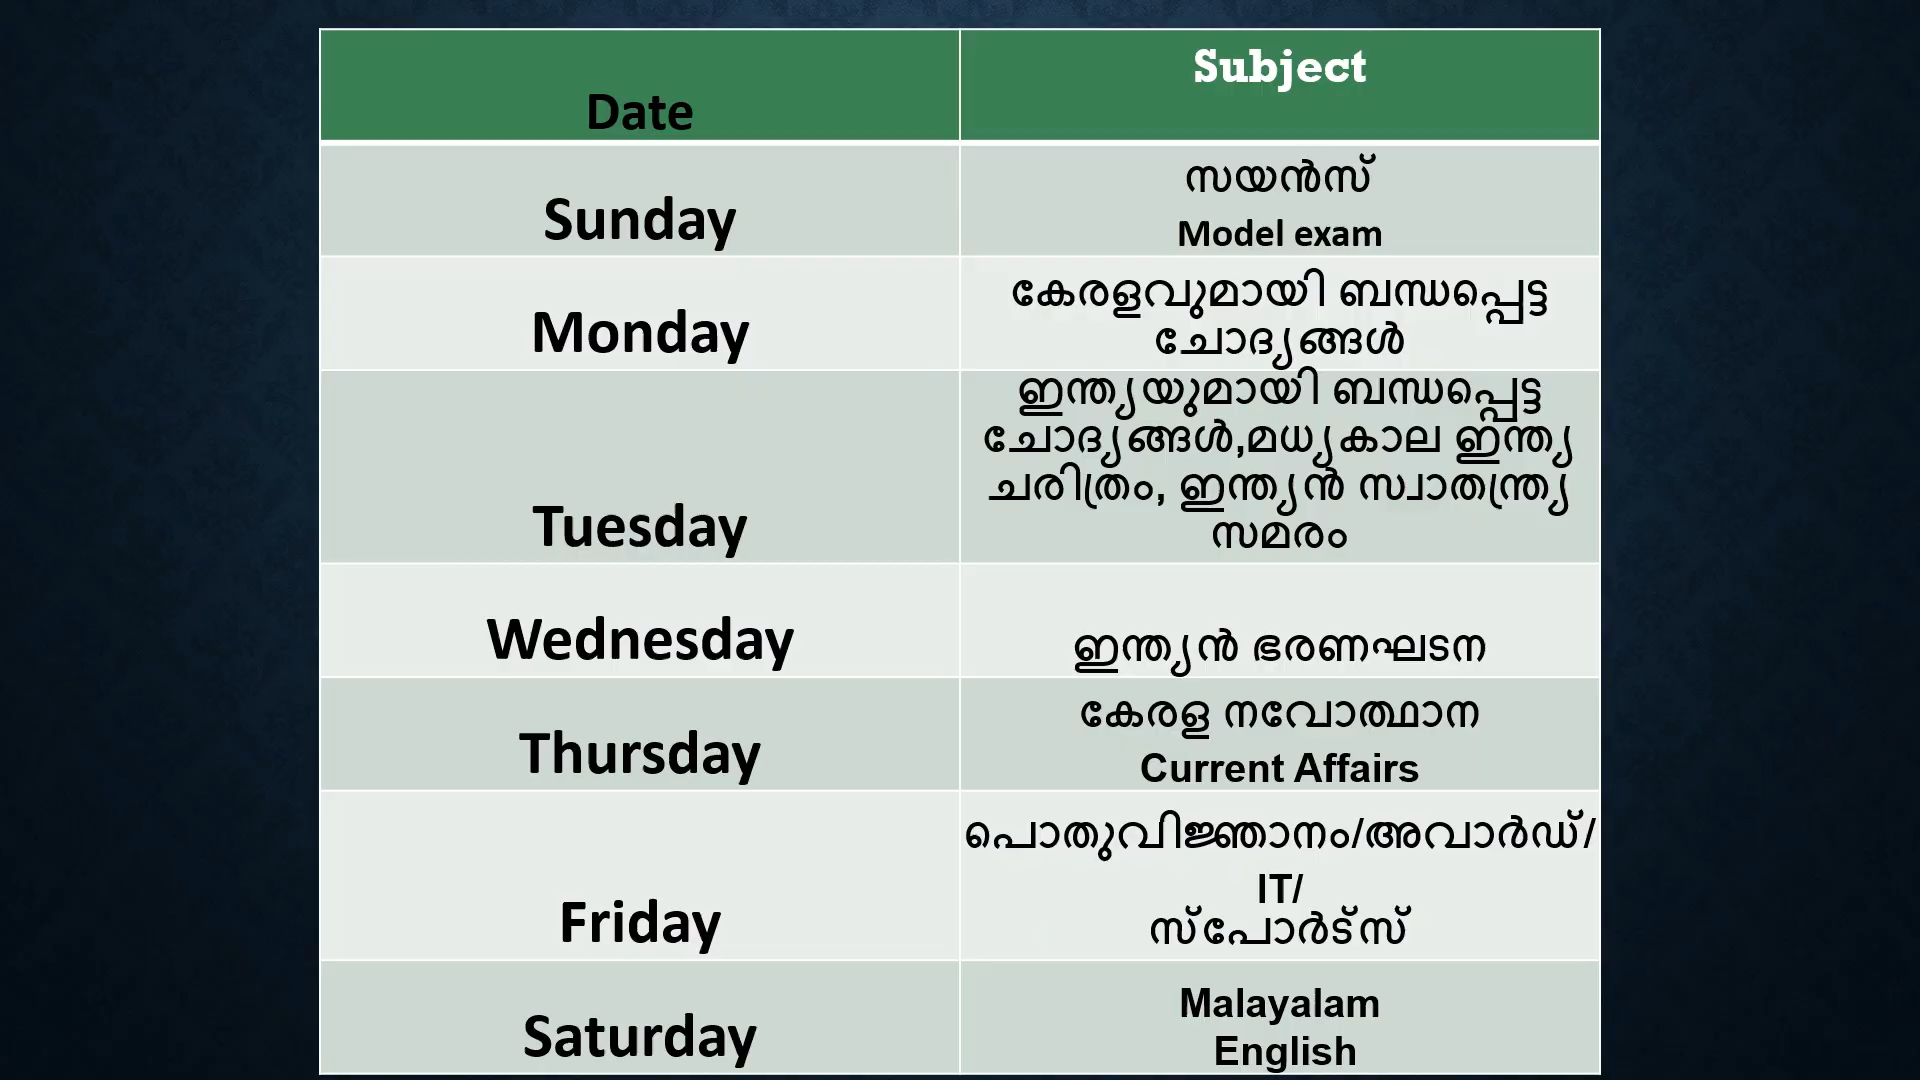 Date
Subject
Sunday
സയൻസ്
Model exam
Monday
കേരളവുമായി ബന്ധപ്പെട്ട
ചോദ്യങ്ങൾ
Tuesday
ഇന്ത്യയുമായി ബന്ധപ്പെട്ട
ചോദ്യങ്ങൾ,മധ്യകാല ഇന്ത്യ
ചരിത്രം, ഇന്ത്യൻ സ്വാതന്ത്ര്യ
സമരം
Wednesday
ഇന്ത്യൻ ഭരണഘടന
Thursday
കേരള നവോത്ഥാന
Current Affairs
Friday
പൊതുവിജ്ഞാനം/അവാർഡ്/
IT/
സ്പോർട്സ്
Saturday
Malayalam
English